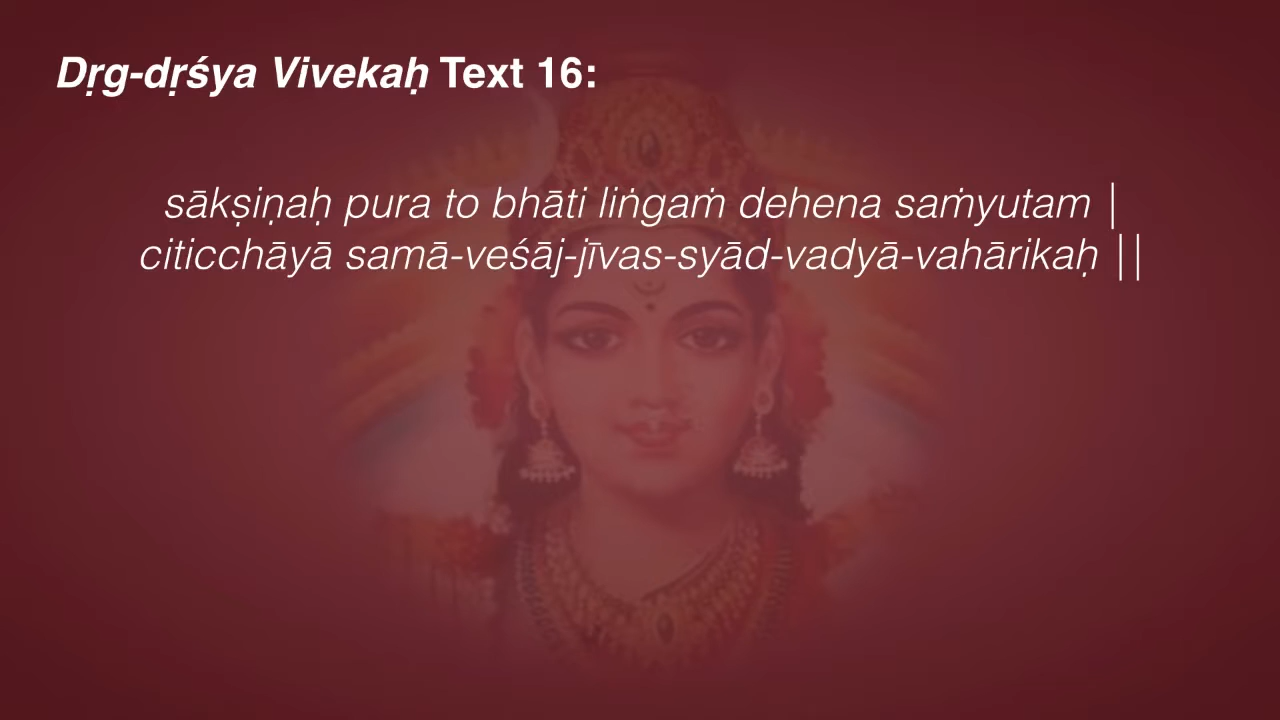 Dṛg-dṛśya Vivekaḥ Text 16:
sākṣiṇaḥ pura to bhāti liṅgaṁ dehena saṁyutam |
citicchāyā samā-veśāj-jīvas-syād-vadyā-vahārikaḥ ||